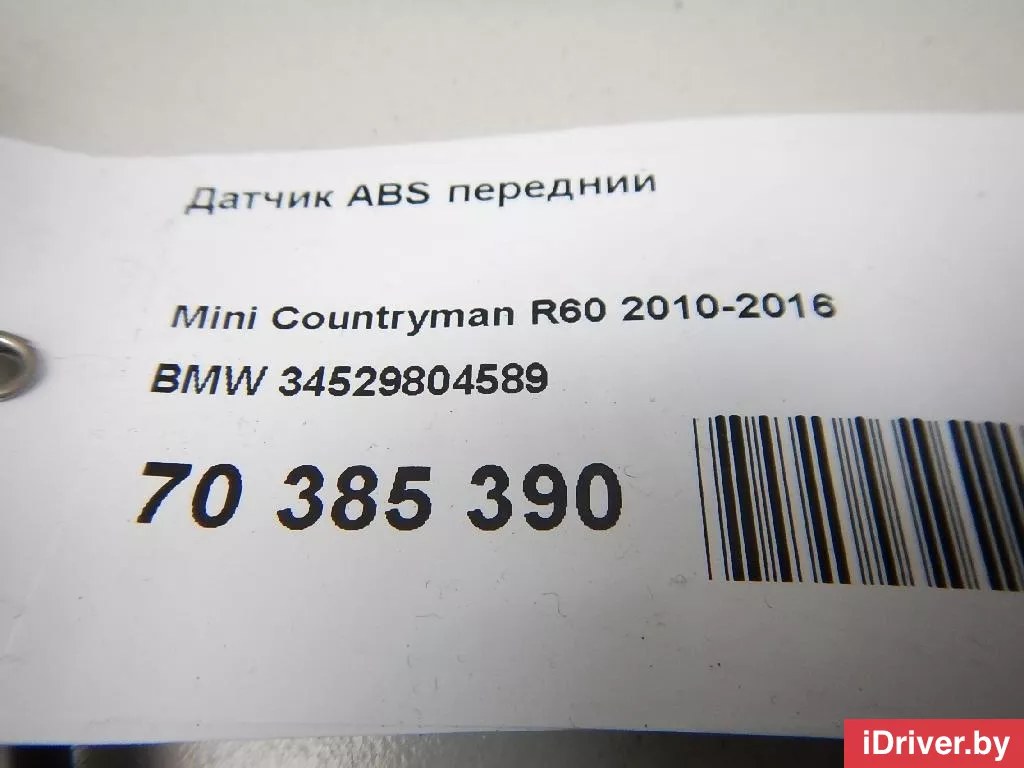 Датчик ABS передний
Mini Countryman R60 2010-2016
BMW 34529804589
70 385 390
iDriver.by